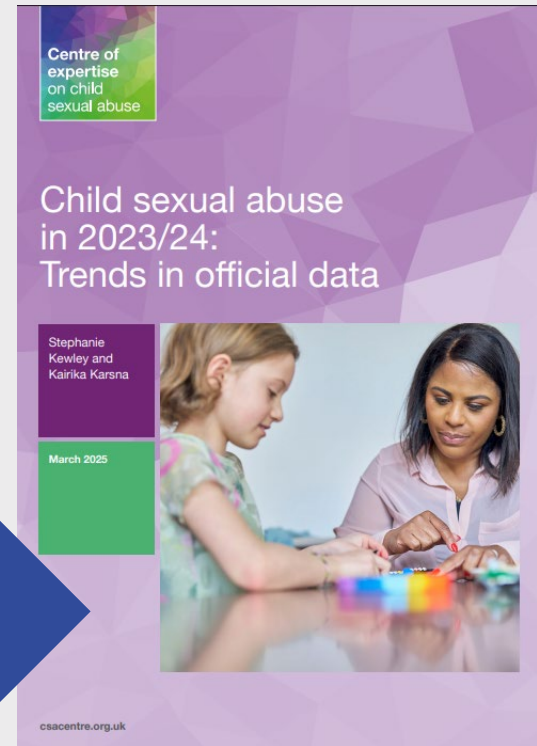 Centre of
expertise
on child
sexual abuse
Child sexual abuse
in 2023/24:
Trends in official data
Stephanie
Kewley and
Kairika Karsna
March 2025
csacentre.org.uk